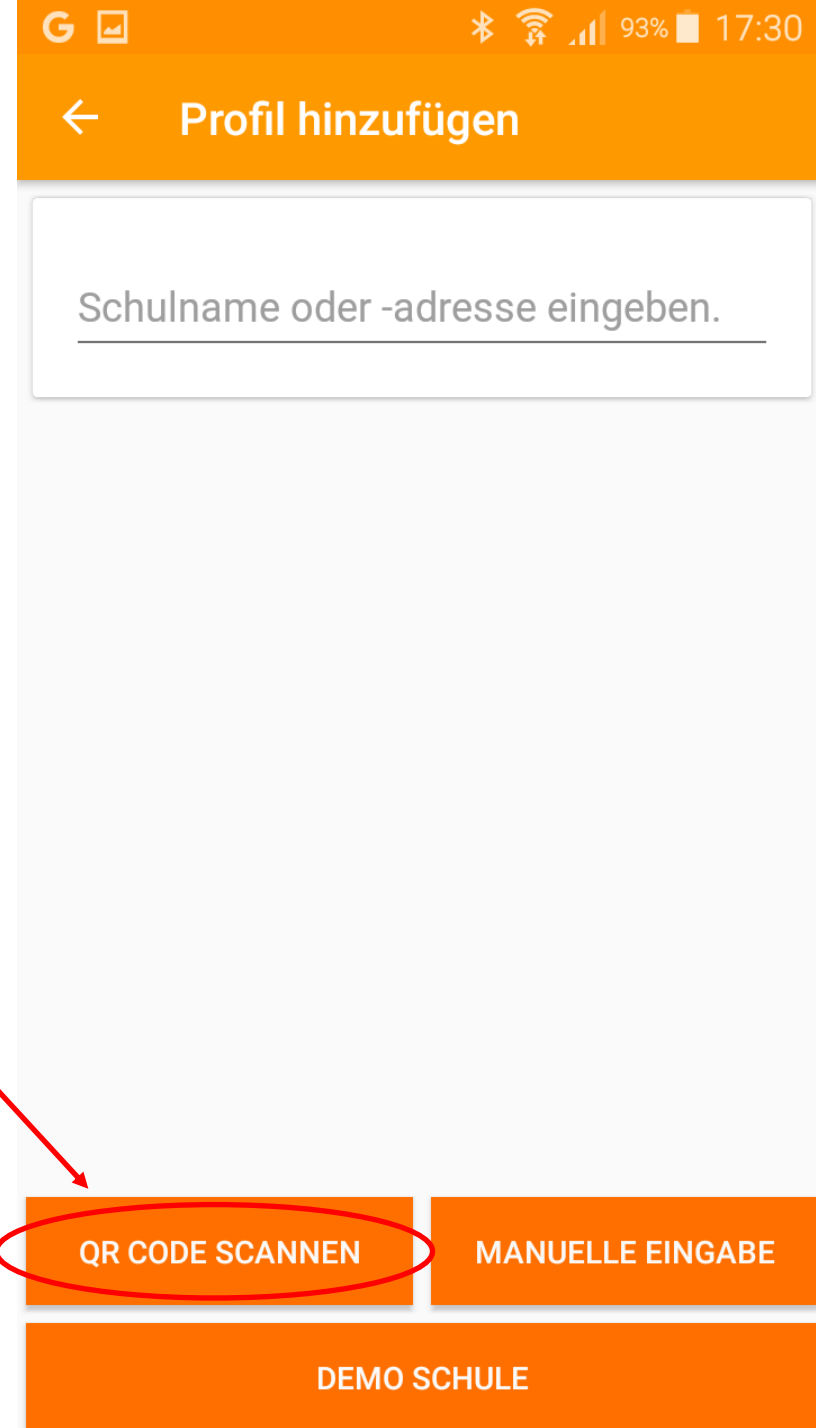 G 93% 17:30
Profil hinzufügen
Schulname oder -adresse eingeben.
QR CODE SCANNEN MANUELLE EINGABE
DEMO SCHULE